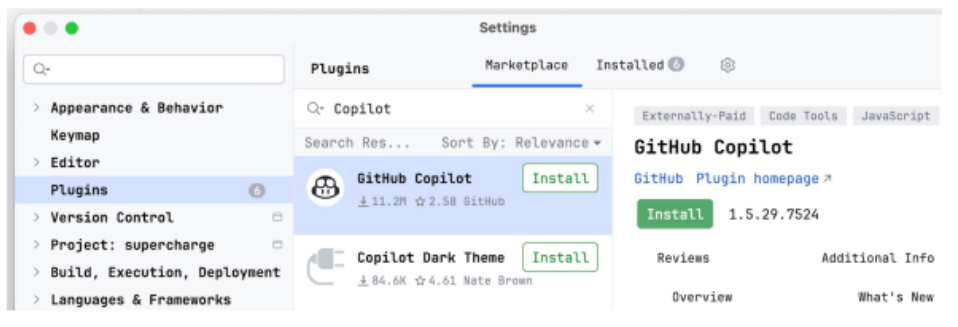 Settings
Appearance & Behavior
Keymap
Editor
Plugins 6
Version Control
Project: supercharge
Build, Execution, Deployment
Languages & Frameworks
Plugins
Marketplace
Installed 6
Copilot
Search Res... Sort By: Relevance
GitHub Copilot Install
11.2M 2.58 GitHub
Copilot Dark Theme Install
84.6K 4.61 Nate Brown
Externally-Paid Code Tools JavaScript
GitHub Copilot
GitHub Plugin homepage
Install 1.5.29.7524
Reviews Additional Info
Overview What's New